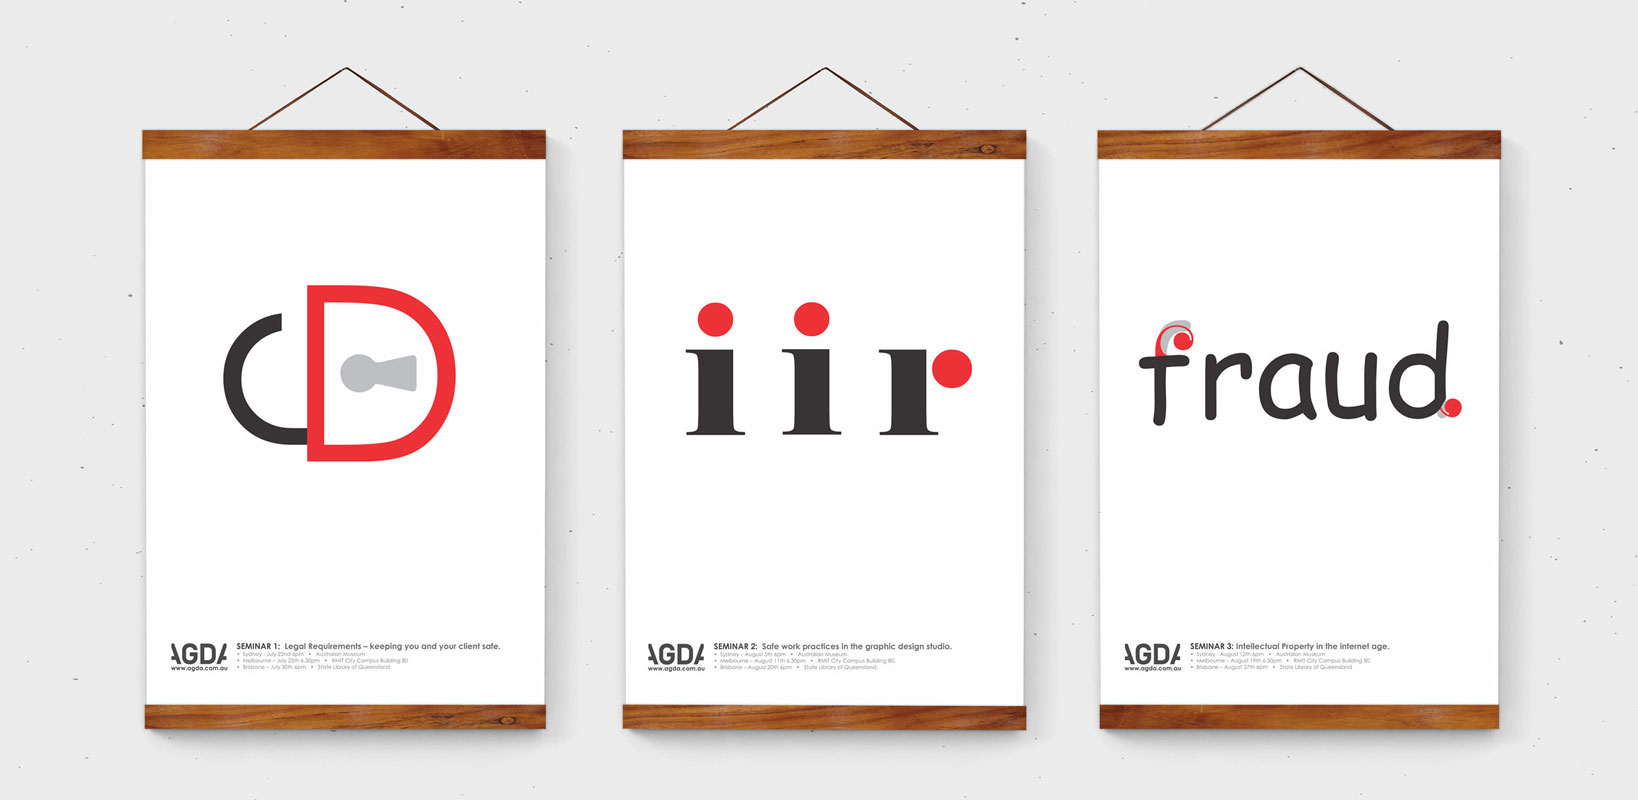 CD
AGDA
www.agda.com.au
SEMINAR 1: Legal Requirements – keeping you and your client safe.
• Sydney - July 22nd 6pm • Australian Museum
• Melbourne – July 25th 6.30pm • RMIT City Campus Building 80
• Brisbane – July 30th 6pm • State Library of Queensland
iir
AGDA
www.agda.com.au
SEMINAR 2: Safe work practices in the graphic design studio.
• Sydney – August 5th 6pm • Australian Museum.
• Melbourne – August 11th 6.30pm. • RMIT City Campus Building 80.
• Brisbane – August 20th 6pm • State Library of Queensland.
fraud.
AGDA
www.agda.com.au
SEMINAR 3: Intellectual Property in the internet age.
• Sydney - August 12th 6pm • Australian Museum
• Melbourne – August 19th 6.30pm. • RMIT City Campus Building 80
• Brisbane – August 27th 6pm • State Library of Queensland